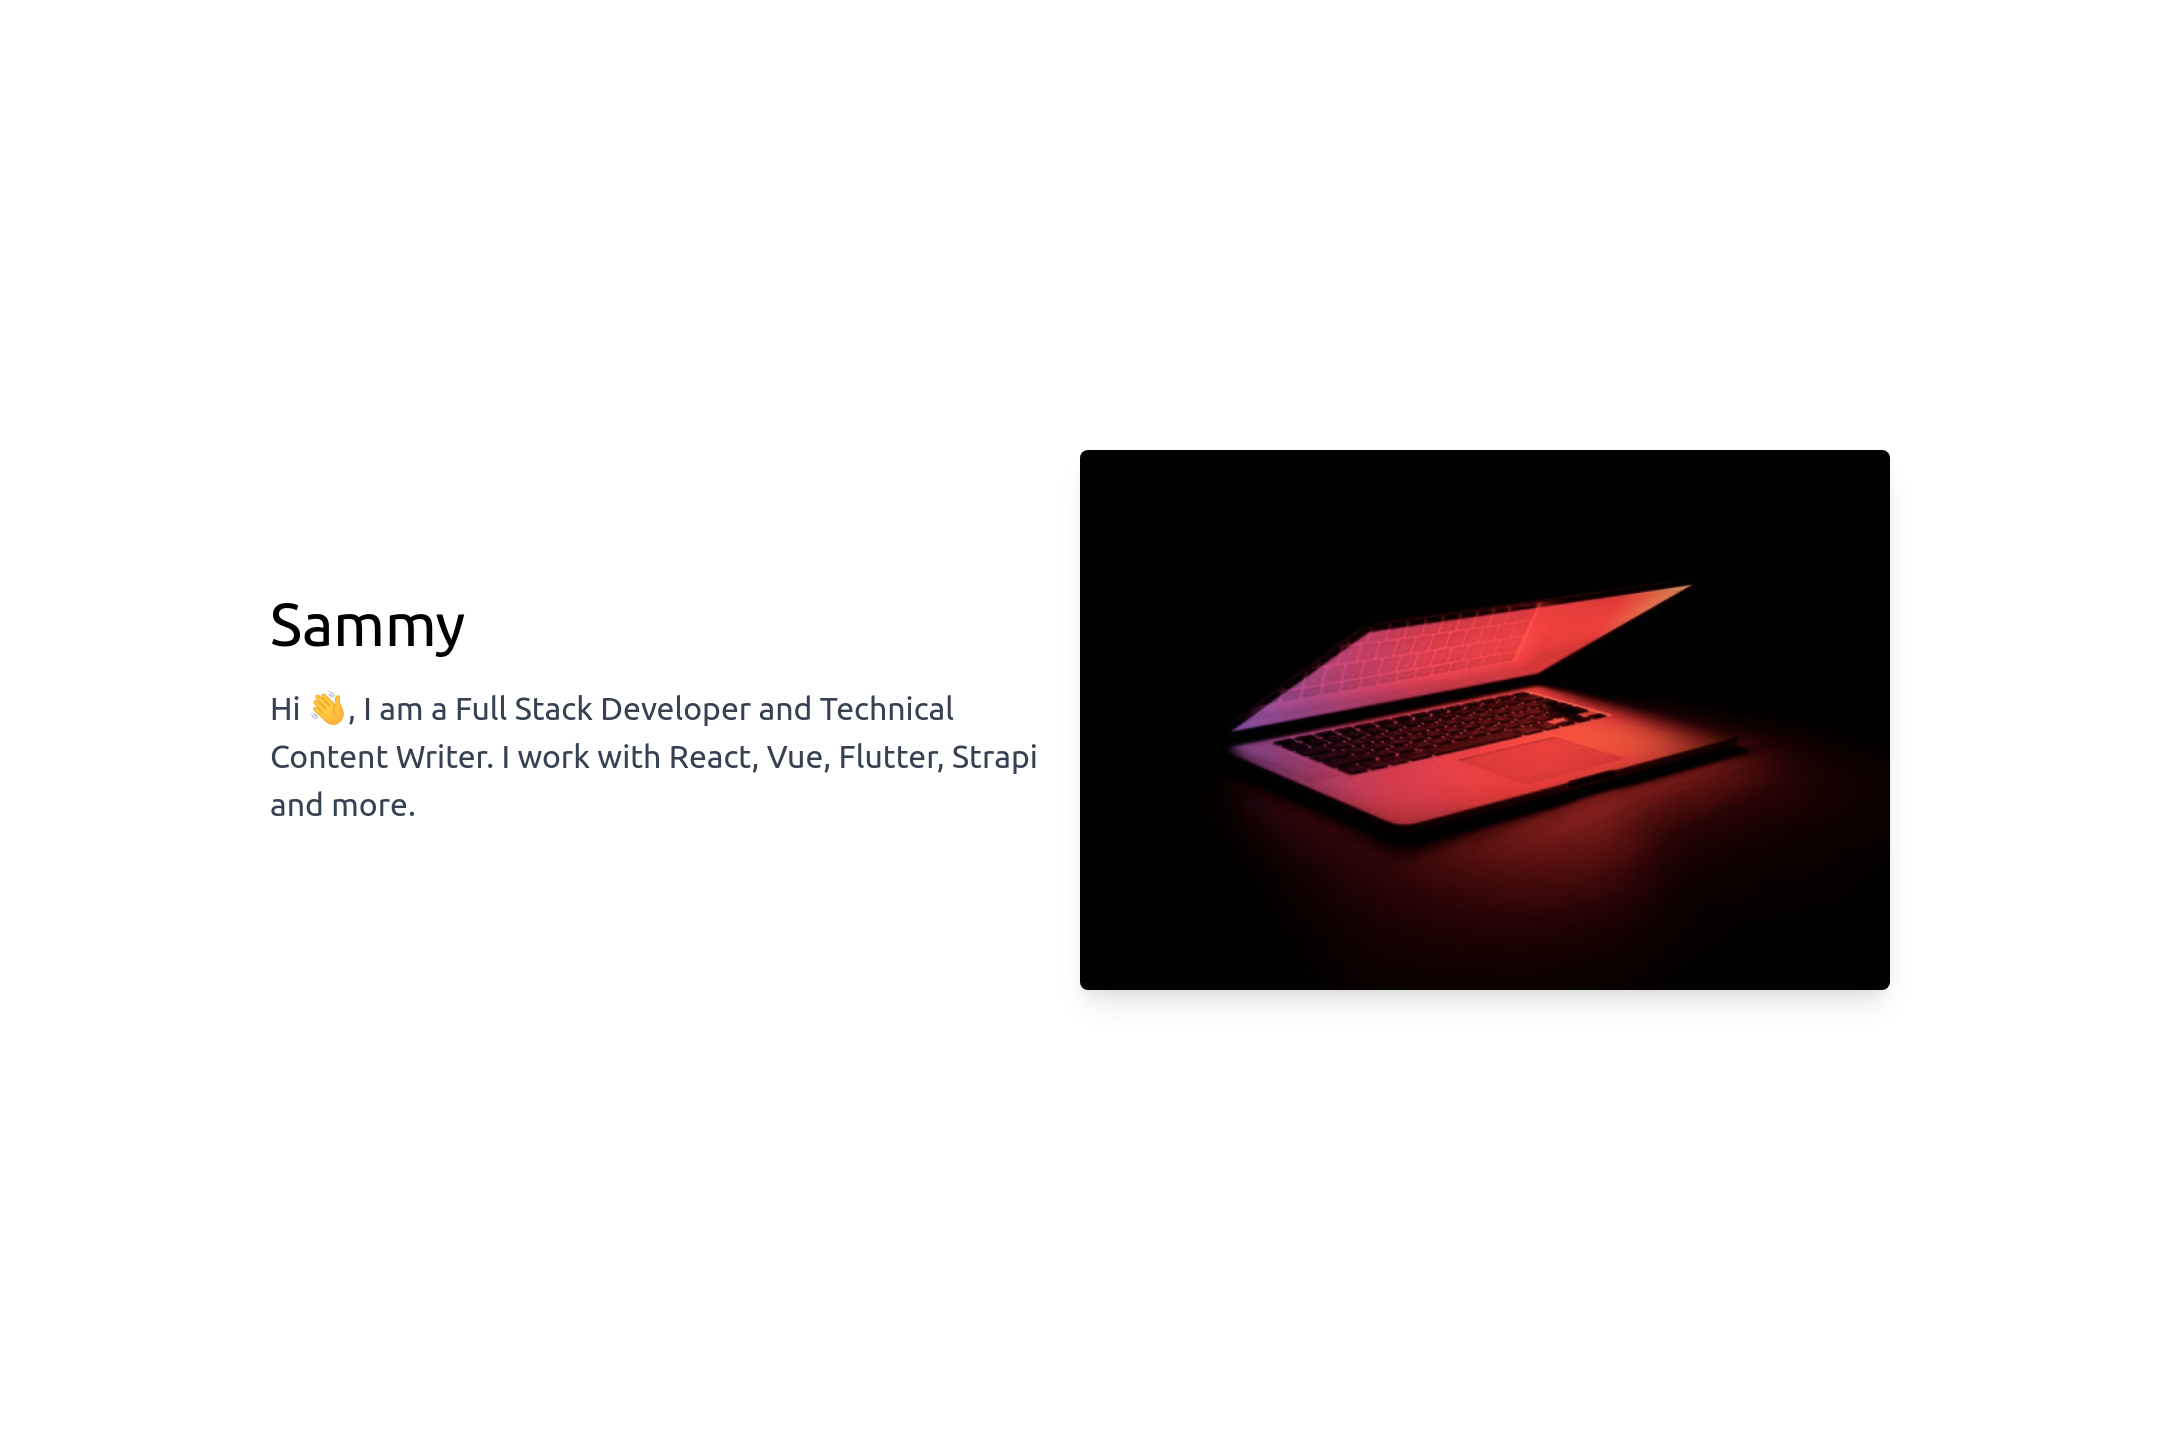 Sammy
Hi 👋, I am a Full Stack Developer and Technical
Content Writer. I work with React, Vue, Flutter, Strapi
and more.